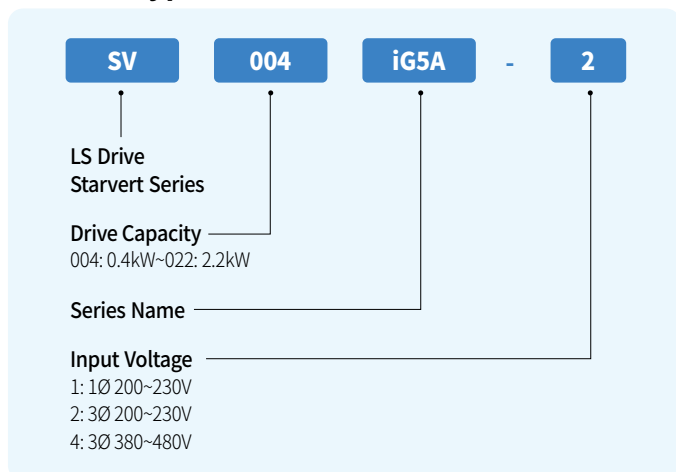 SV 004 iG5A - 2
LS Drive
Starvert Series
Drive Capacity
004: 0.4kW~022: 2.2kW
Series Name
Input Voltage
1: 1Ø 200~230V
2: 3Ø 200~230V
4: 3Ø 380~480V